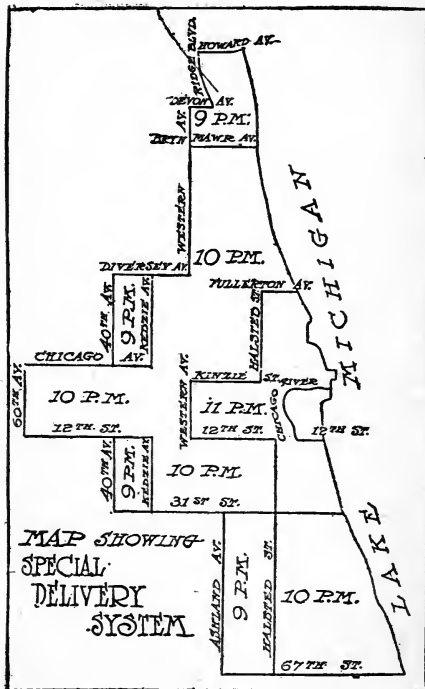 HOWARD AV.
RIDGE BLVD.
DEVON AV.
9 P.M.
BRYN MAWR AV.
WESTERN AV.
10 P.M.
DIVERSEY AV.
FULLERTON AV.
40TH AV.
9 P.M.
KEDZIE AV.
HALSTED ST.
LAKE MICHIGAN
CHICAGO AV.
KINZIE ST.
CHICAGO RIVER
60TH AV.
10 P.M.
WESTERN AV.
11 P.M.
12TH ST.
12TH ST.
12TH ST.
40TH AV.
9 P.M.
KEDZIE AV.
10 P.M.
31ST ST.
MAP SHOWING
SPECIAL
DELIVERY
SYSTEM
ASHLAND AV.
9 P.M.
HALSTED ST.
10 P.M.
67TH ST.